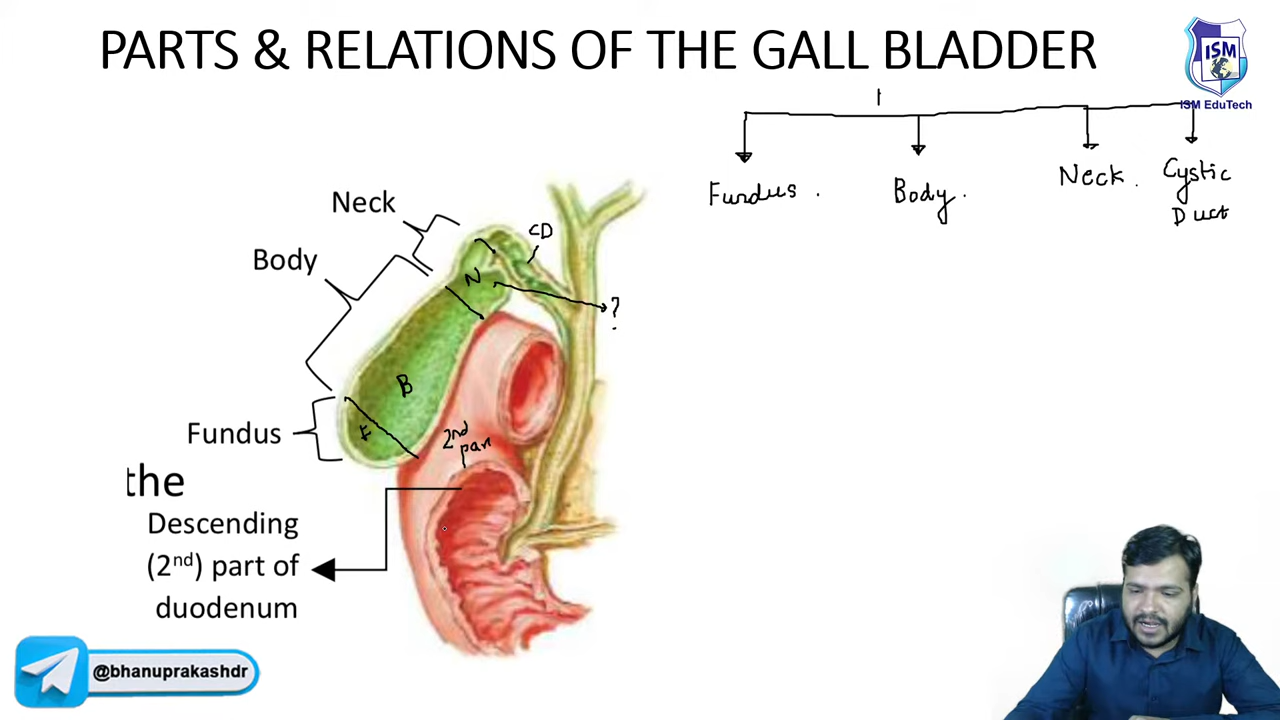 PARTS & RELATIONS OF THE GALL BLADDER
ISM
ISM EduTech
Fundus .
Body .
Neck .
Cystic
Duct
Neck
CD
Body
N
?
B
Fundus
F
2nd
part
the
Descending
(2nd) part of
duodenum
@bhanuprakashdr